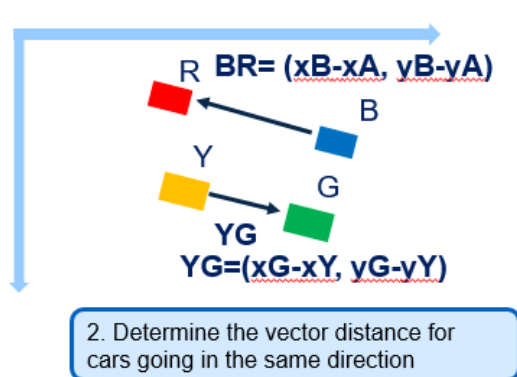 R BR= (xB-xA, yB-yA)
B
Y
G
YG
YG=(xG-xY, yG-yY)
2. Determine the vector distance for
cars going in the same direction